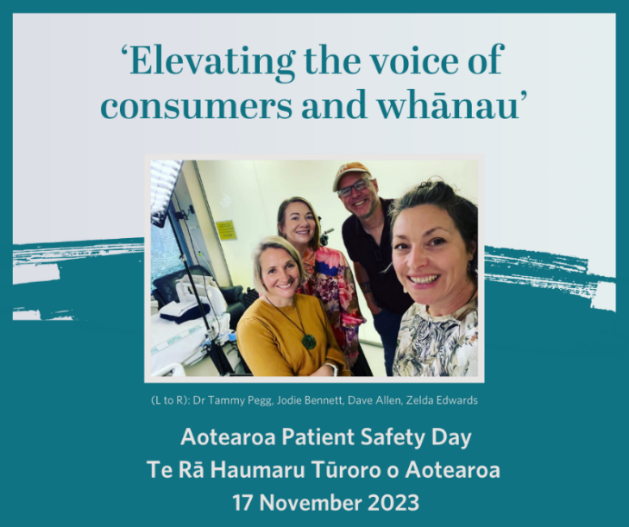 ‘Elevating the voice of
consumers and whānau’
(L to R): Dr Tammy Pegg, Jodie Bennett, Dave Allen, Zelda Edwards
Aotearoa Patient Safety Day
Te Rā Haumaru Tūroro o Aotearoa
17 November 2023